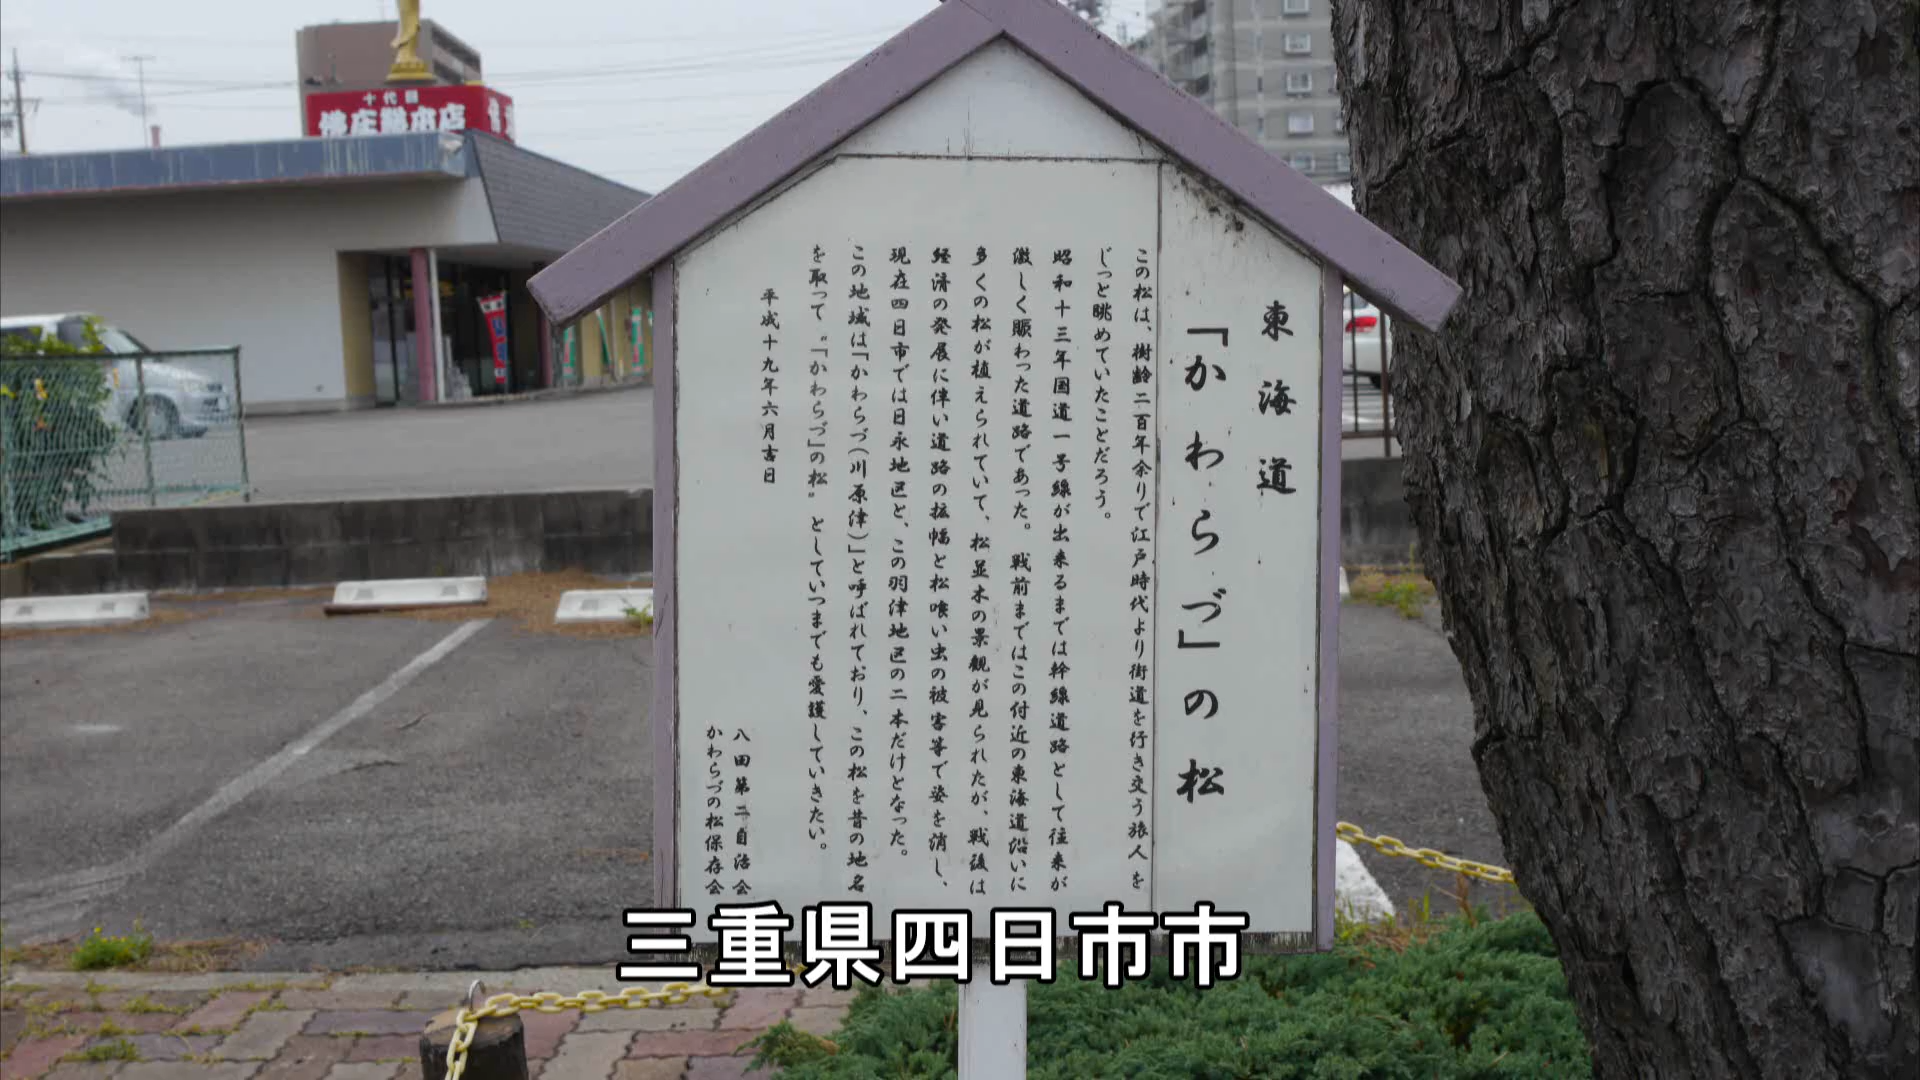 十代目
東海道
「かわらづ」の松
この松は、樹齢二百年余りで江戸時代より街道を行き交う旅人を
じっと眺めていたことだろう。
昭和十三年国道一号線が出来るまでは幹線道路として往来が
激しく賑わった道路であった。戦前まではこの付近の東海道沿いに
多くの松が植えられていて、松並木の景観が見られたが、戦後は
経済の発展に伴い道路の拡幅と松喰い虫の被害等で姿を消し、
現在四日市では日永地区と、この羽津地区の二本だけとなった。
この地域は「かわらづ(川原津)」と呼ばれており、この松を昔の地名
を取って〝「かわらづ」の松〟としていつまでも愛護していきたい。
平成十九年六月吉日
八田第二自治会
かわらづの松保存会
三重県四日市市